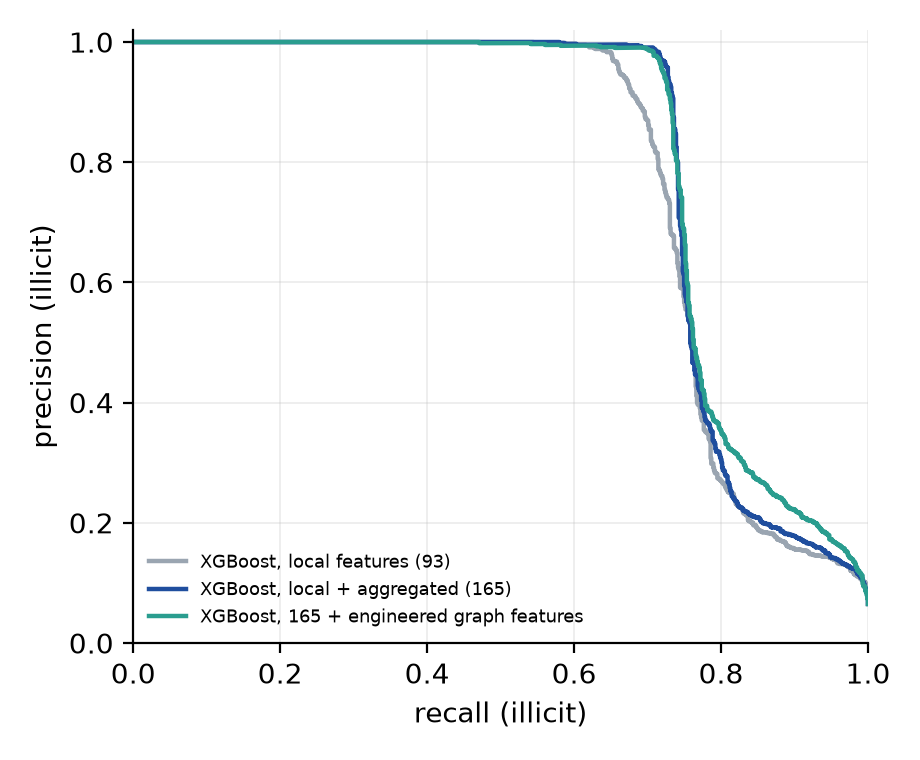 1.0
0.8
0.6
0.4
0.2
0.0
precision (illicit)
XGBoost, local features (93)
XGBoost, local + aggregated (165)
XGBoost, 165 + engineered graph features
0.0 0.2 0.4 0.6 0.8 1.0
recall (illicit)